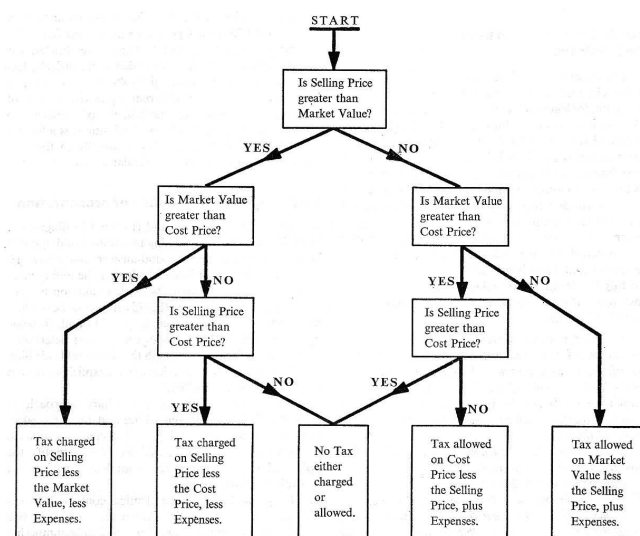 START
Is Selling Price
greater than
Market Value?
YES
NO
Is Market Value
greater than
Cost Price?
Is Market Value
greater than
Cost Price?
YES
NO
YES
NO
Is Selling Price
greater than
Cost Price?
Is Selling Price
greater than
Cost Price?
YES
NO
YES
NO
Tax charged
on Selling
Price less
the Market
Value, less
Expenses.
Tax charged
on Selling
Price less
the Cost
Price, less
Expenses.
No Tax
either
charged
or
allowed.
Tax allowed
on Cost
Price less
the Selling
Price, plus
Expenses.
Tax allowed
on Market
Value less
the Selling
Price, plus
Expenses.